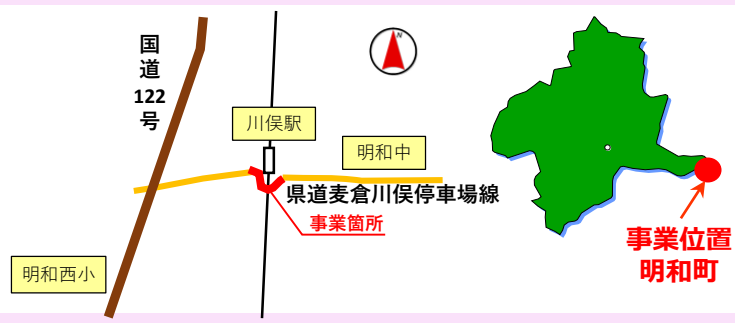 国
道
122
号
N
川俣駅
明和中
県道麦倉川俣停車場線
事業箇所
明和西小
事業位置
明和町